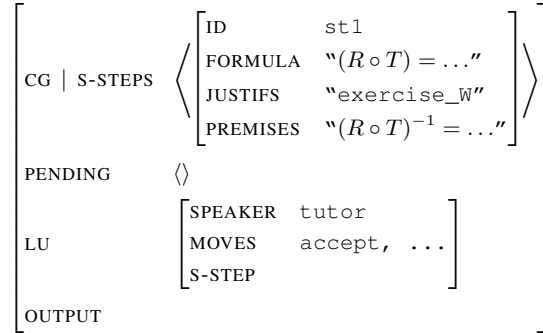 CG | S-STEPS
ID st1
FORMULA “(R ∘ T) = …”
JUSTIFS “exercise_W”
PREMISES “(R ∘ T)⁻¹ = …”
PENDING ⟨⟩
LU
SPEAKER tutor
MOVES accept, ...
S-STEP
OUTPUT